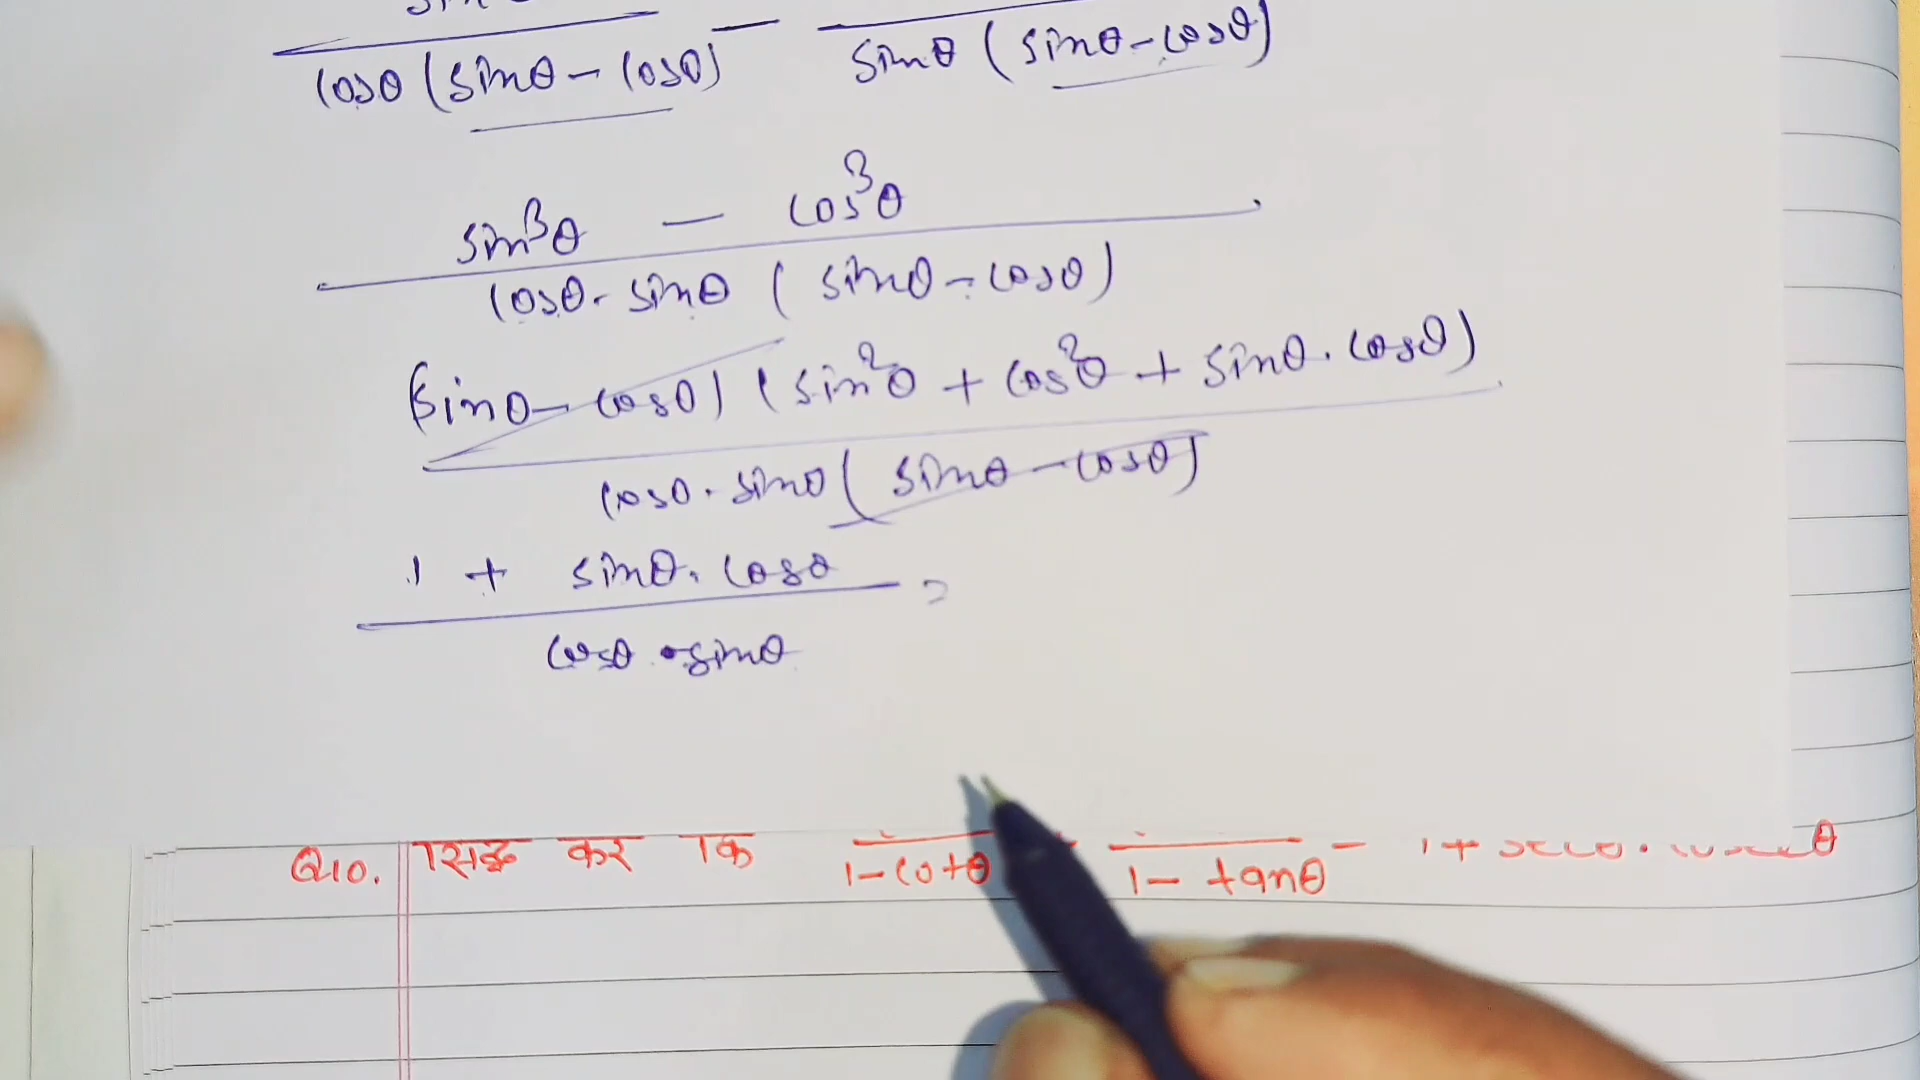 cosθ (sinθ - cosθ) - sinθ (sinθ - cosθ)
sin³θ - cos³θ
cosθ. sinθ ( sinθ - cosθ)
(sinθ - cosθ) (sin²θ + cos²θ + sinθ. cosθ)
cosθ. sinθ ( sinθ - cosθ)
1 + sinθ. cosθ =
cosθ . sinθ
Q10. सिद्ध करें कि 1 - cotθ 1 - tanθ = 1 +